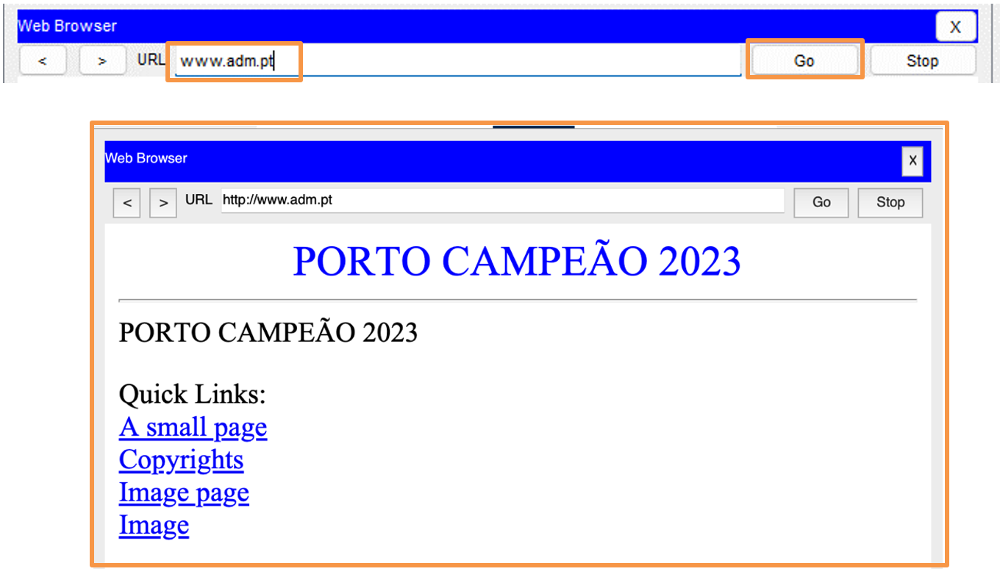 Web Browser X
< > URL www.adm.pt Go Stop
Web Browser X
< > URL http://www.adm.pt Go Stop
PORTO CAMPEÃO 2023
PORTO CAMPEÃO 2023
Quick Links:
A small page
Copyrights
Image page
Image